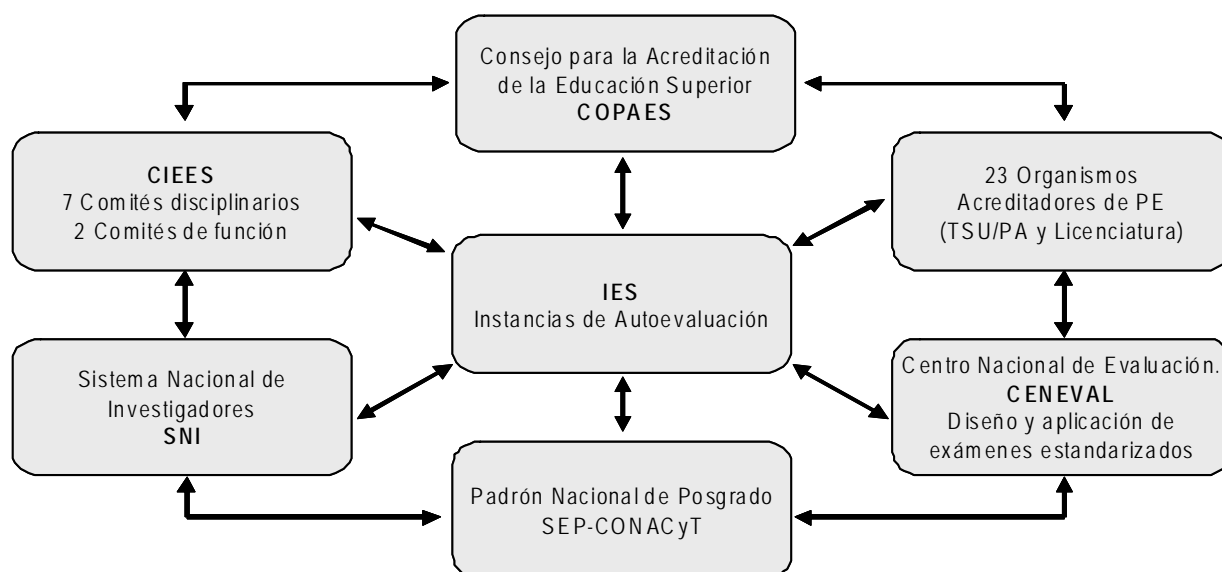 Consejo para la Acreditación
de la Educación Superior
COPAES
CIEES
7 Comités disciplinarios
2 Comités de función
23 Organismos
Acreditadores de PE
(TSU/PA y Licenciatura)
IES
Instancias de Autoevaluación
Sistema Nacional de
Investigadores
SNI
Centro Nacional de Evaluación.
CENEVAL
Diseño y aplicación de
exámenes estandarizados
Padrón Nacional de Posgrado
SEP-CONACyT